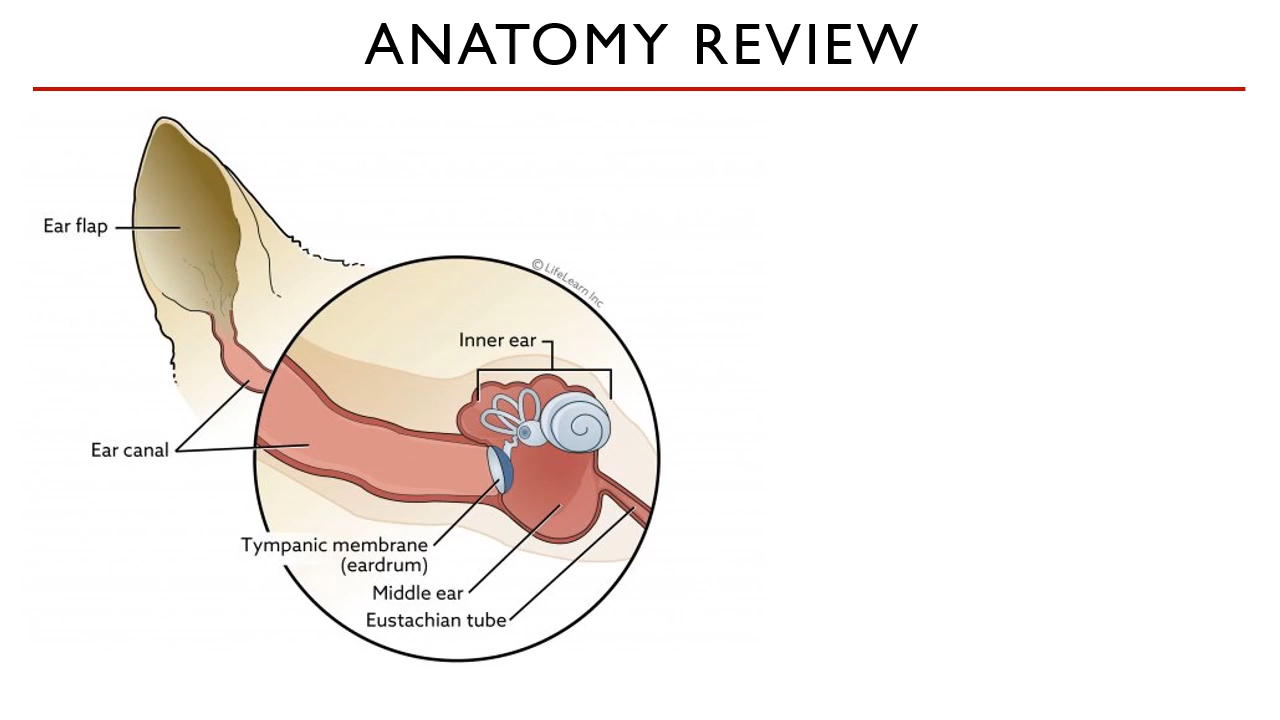 ANATOMY REVIEW
Ear flap
© LifeLearn Inc
Inner ear
Ear canal
Tympanic membrane
(eardrum)
Middle ear
Eustachian tube